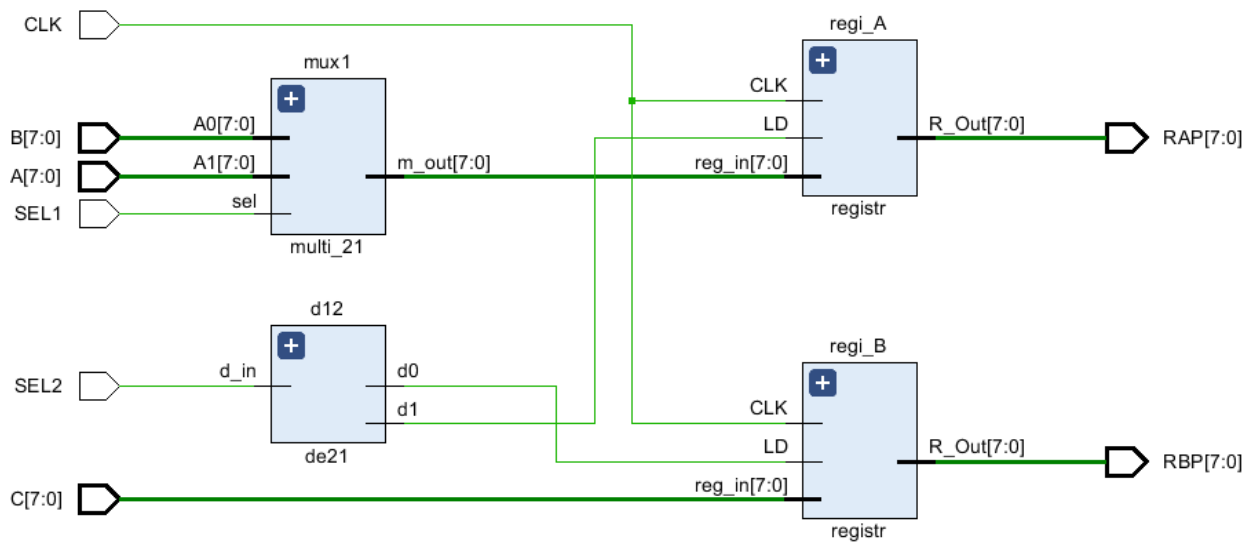 CLK
regi_A
mux1
CLK
B[7:0]
A0[7:0]
LD
R_Out[7:0]
RAP[7:0]
A[7:0]
A1[7:0]
m_out[7:0]
reg_in[7:0]
SEL1
sel
registr
multi_21
d12
regi_B
SEL2
d_in
d0
CLK
d1
LD
R_Out[7:0]
RBP[7:0]
de21
C[7:0]
reg_in[7:0]
registr